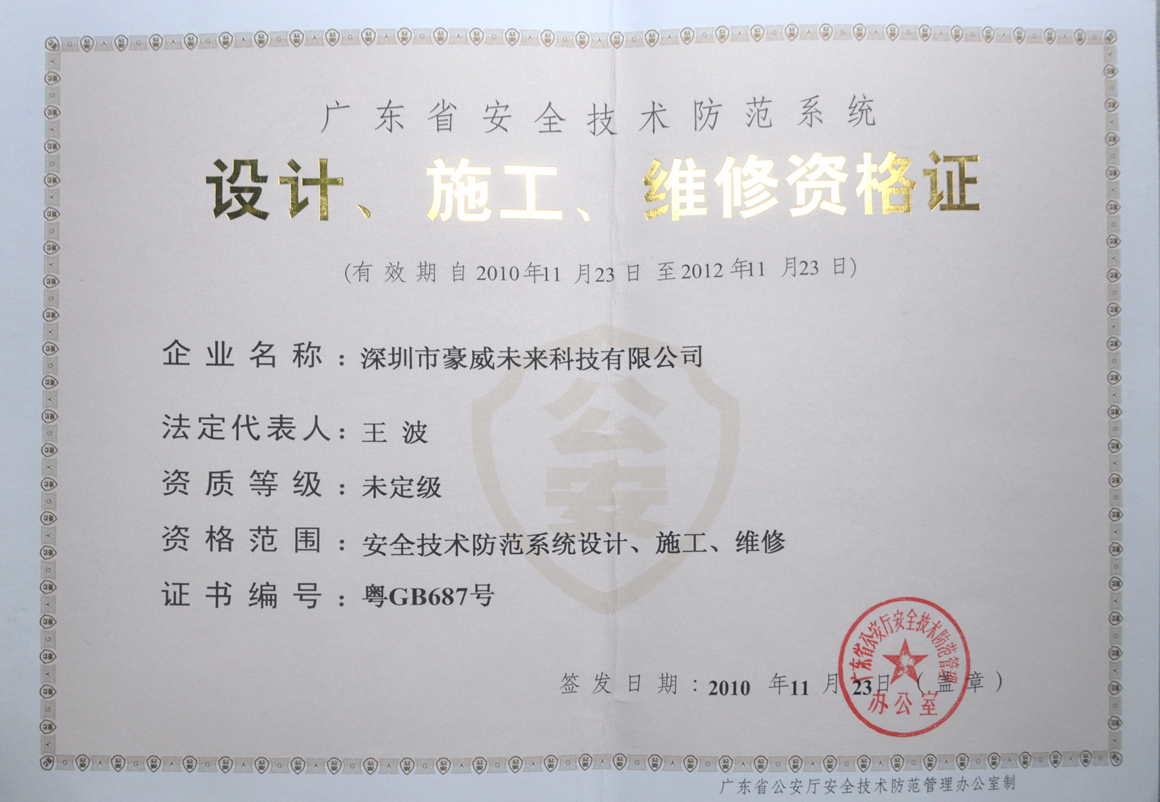 广东省安全技术防范系统
设计、施工、维修资格证
(有效期自2010年11月23日至2012年11月23日)
企业名称：深圳市豪威未来科技有限公司
法定代表人：王波
资质等级：未定级
资格范围：安全技术防范系统设计、施工、维修
证书编号：粤GB687号
公安
签发日期：2010年11月23日（盖章）
广东省公安厅安全技术防范管理
办公室
广东省公安厅安全技术防范管理办公室制